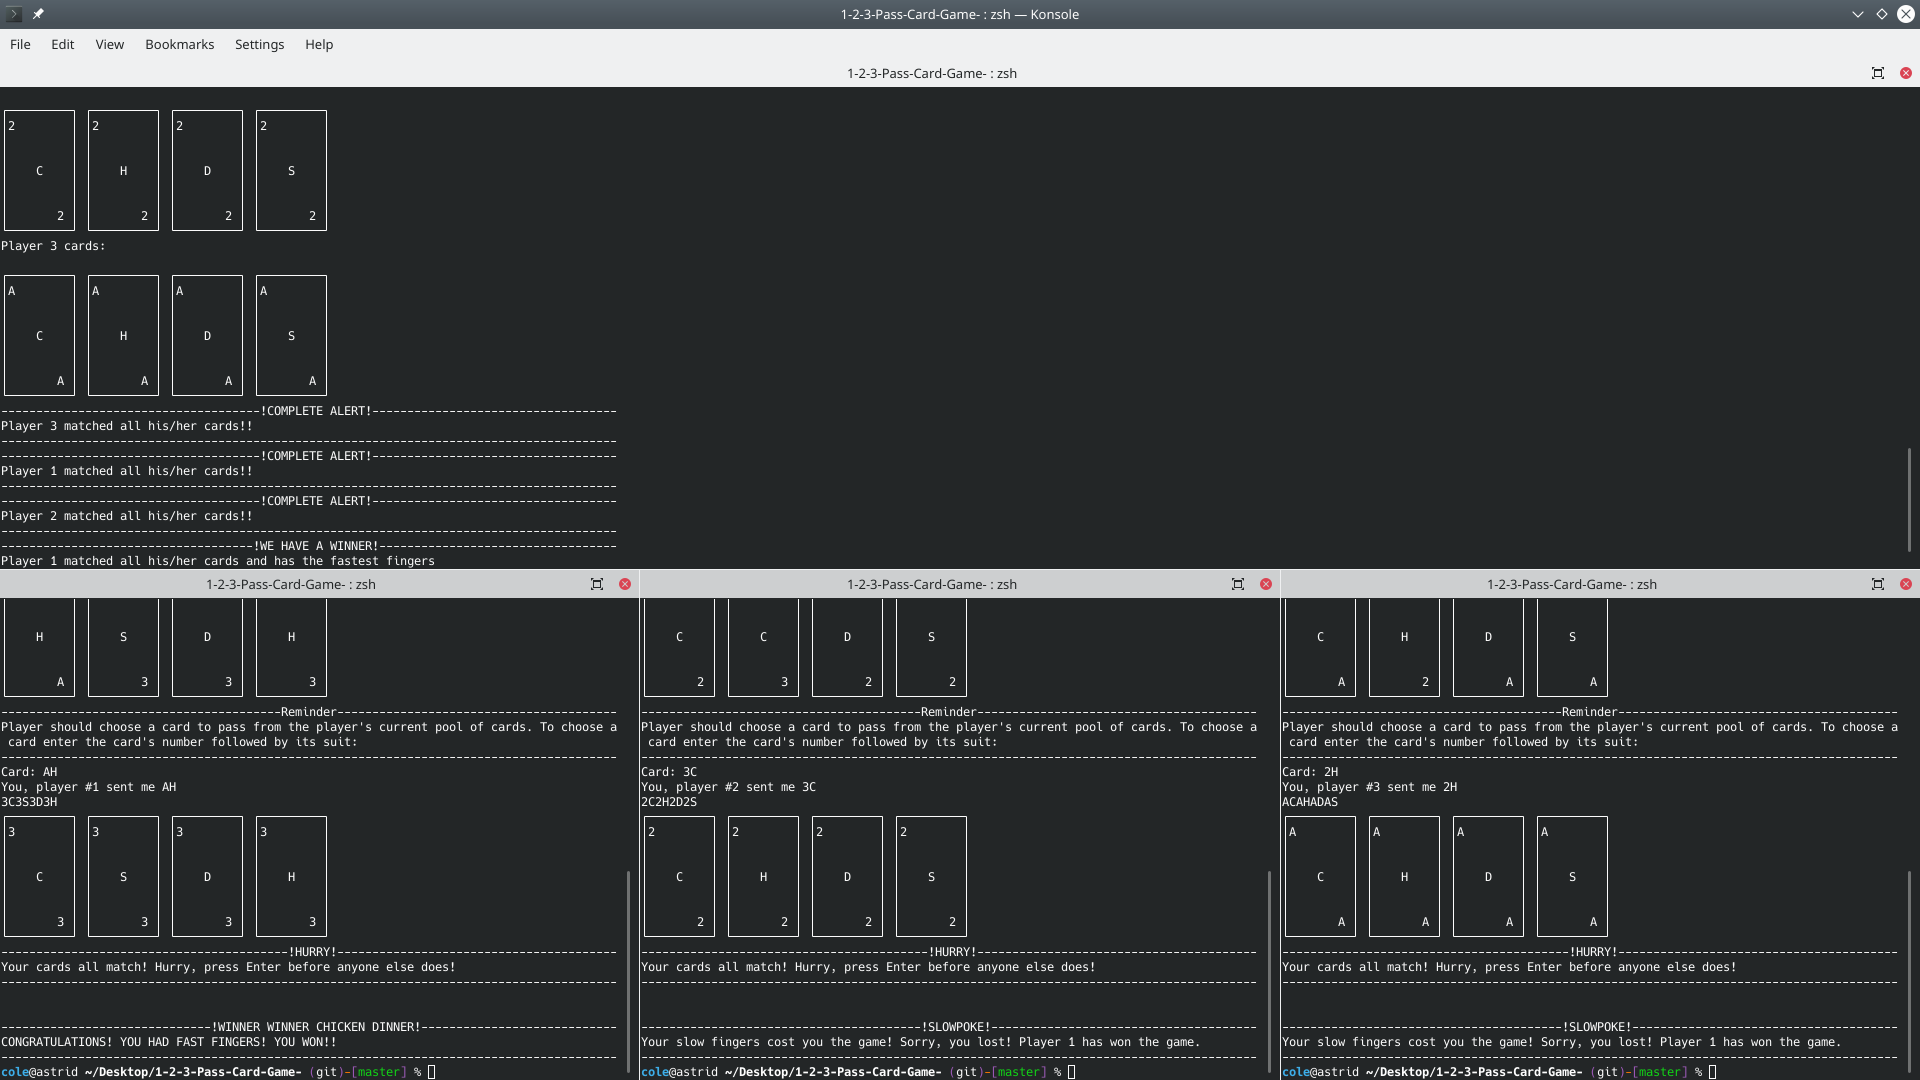 1-2-3-Pass-Card-Game- : zsh — Konsole
File Edit View Bookmarks Settings Help
1-2-3-Pass-Card-Game- : zsh
2 2 2 2
C H D S
2 2 2 2
Player 3 cards:
A A A A
C H D S
A A A A
-------------------------------------!COMPLETE ALERT!-----------------------------------
Player 3 matched all his/her cards!!
----------------------------------------------------------------------------------------
-------------------------------------!COMPLETE ALERT!-----------------------------------
Player 1 matched all his/her cards!!
----------------------------------------------------------------------------------------
-------------------------------------!COMPLETE ALERT!-----------------------------------
Player 2 matched all his/her cards!!
----------------------------------------------------------------------------------------
------------------------------------!WE HAVE A WINNER!----------------------------------
Player 1 matched all his/her cards and has the fastest fingers
1-2-3-Pass-Card-Game- : zsh
H S D H
A 3 3 3
----------------------------------------Reminder----------------------------------------
Player should choose a card to pass from the player's current pool of cards. To choose a
card enter the card's number followed by its suit:
----------------------------------------------------------------------------------------
Card: AH
You, player #1 sent me AH
3C3S3D3H
3 3 3 3
C S D H
3 3 3 3
-----------------------------------------!HURRY!----------------------------------------
Your cards all match! Hurry, press Enter before anyone else does!
----------------------------------------------------------------------------------------
------------------------------!WINNER WINNER CHICKEN DINNER!----------------------------
CONGRATULATIONS! YOU HAD FAST FINGERS! YOU WON!!
----------------------------------------------------------------------------------------
cole@astrid ~/Desktop/1-2-3-Pass-Card-Game- (git)-[master] %
1-2-3-Pass-Card-Game- : zsh
C C D S
2 3 2 2
----------------------------------------Reminder----------------------------------------
Player should choose a card to pass from the player's current pool of cards. To choose a
card enter the card's number followed by its suit:
----------------------------------------------------------------------------------------
Card: 3C
You, player #2 sent me 3C
2C2H2D2S
2 2 2 2
C H D S
2 2 2 2
-----------------------------------------!HURRY!----------------------------------------
Your cards all match! Hurry, press Enter before anyone else does!
----------------------------------------------------------------------------------------
----------------------------------------!SLOWPOKE!--------------------------------------
Your slow fingers cost you the game! Sorry, you lost! Player 1 has won the game.
----------------------------------------------------------------------------------------
cole@astrid ~/Desktop/1-2-3-Pass-Card-Game- (git)-[master] %
1-2-3-Pass-Card-Game- : zsh
C H D S
A 2 A A
----------------------------------------Reminder----------------------------------------
Player should choose a card to pass from the player's current pool of cards. To choose a
card enter the card's number followed by its suit:
----------------------------------------------------------------------------------------
Card: 2H
You, player #3 sent me 2H
ACAHADAS
A A A A
C H D S
A A A A
-----------------------------------------!HURRY!----------------------------------------
Your cards all match! Hurry, press Enter before anyone else does!
----------------------------------------------------------------------------------------
----------------------------------------!SLOWPOKE!--------------------------------------
Your slow fingers cost you the game! Sorry, you lost! Player 1 has won the game.
----------------------------------------------------------------------------------------
cole@astrid ~/Desktop/1-2-3-Pass-Card-Game- (git)-[master] %